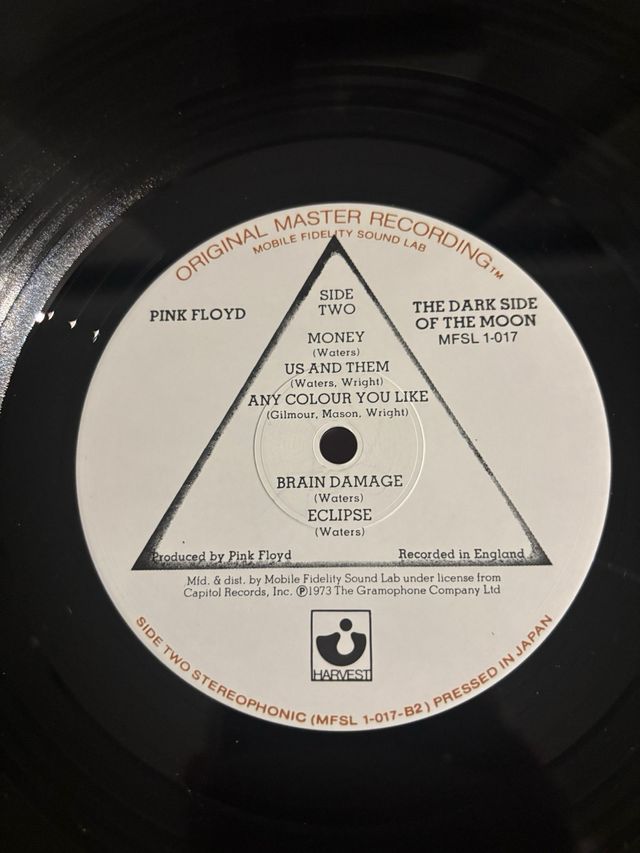 ORIGINAL MASTER RECORDING™
MOBILE FIDELITY SOUND LAB
PINK FLOYD
SIDE
TWO
THE DARK SIDE
OF THE MOON
MFSL 1-017
MONEY
(Waters)
US AND THEM
(Waters, Wright)
ANY COLOUR YOU LIKE
(Gilmour, Mason, Wright)
BRAIN DAMAGE
(Waters)
ECLIPSE
(Waters)
Produced by Pink Floyd
Recorded in England
Mfd. & dist. by Mobile Fidelity Sound Lab under license from
Capitol Records, Inc. ℗1973 The Gramophone Company Ltd
HARVEST
SIDE TWO STEREOPHONIC (MFSL 1-017-B2) PRESSED IN JAPAN